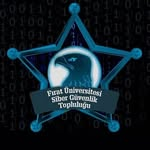 Fırat Üniversitesi
Siber Güvenlik
Topluluğu